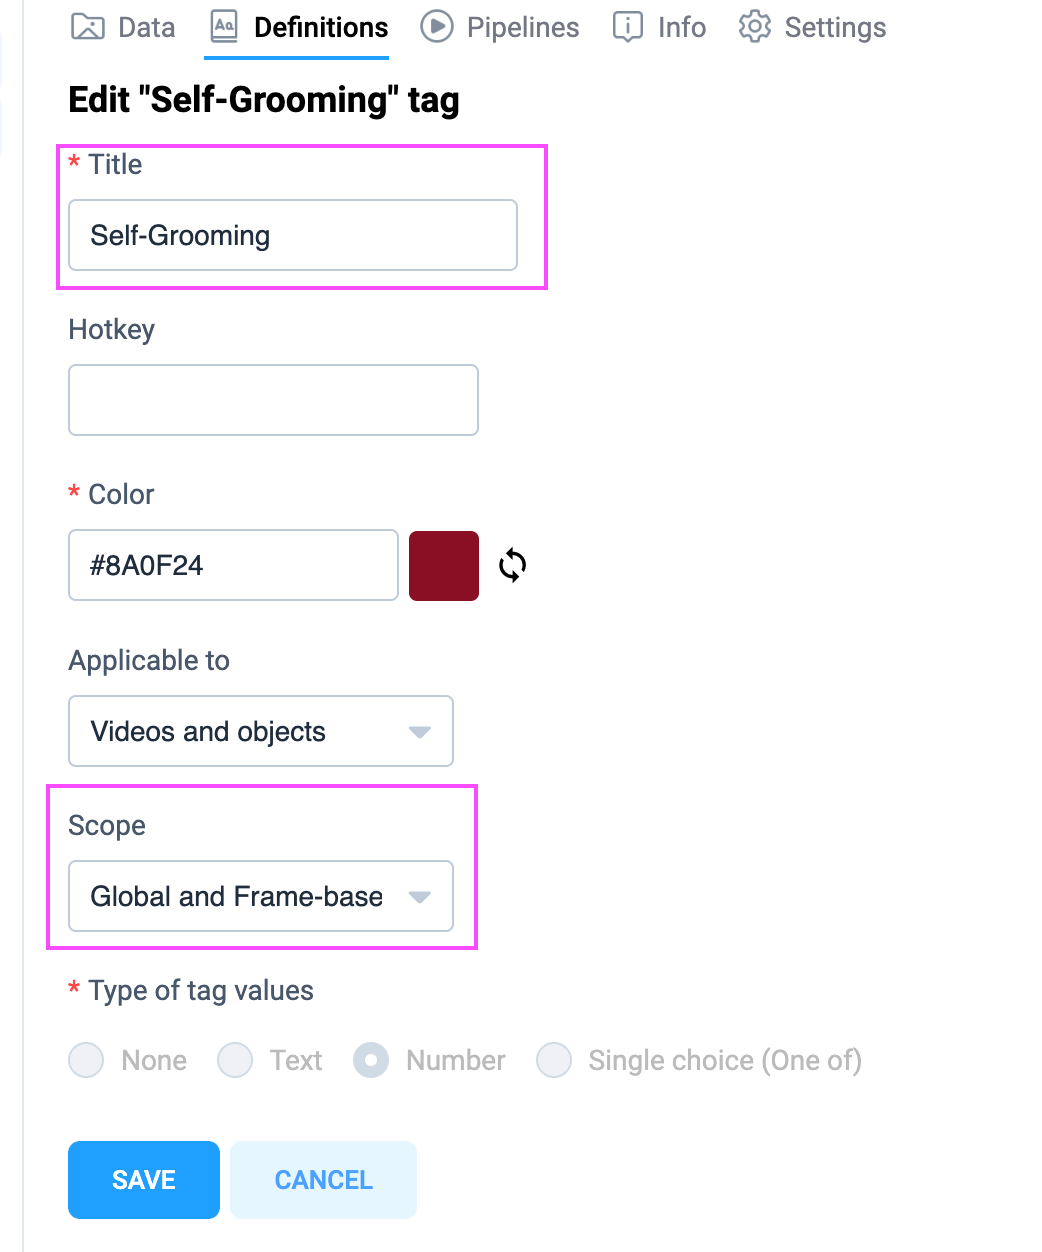 Data Definitions Pipelines Info Settings
Edit "Self-Grooming" tag
* Title
Self-Grooming
Hotkey
* Color
#8A0F24
Applicable to
Videos and objects
Scope
Global and Frame-base
* Type of tag values
None Text Number Single choice (One of)
SAVE CANCEL